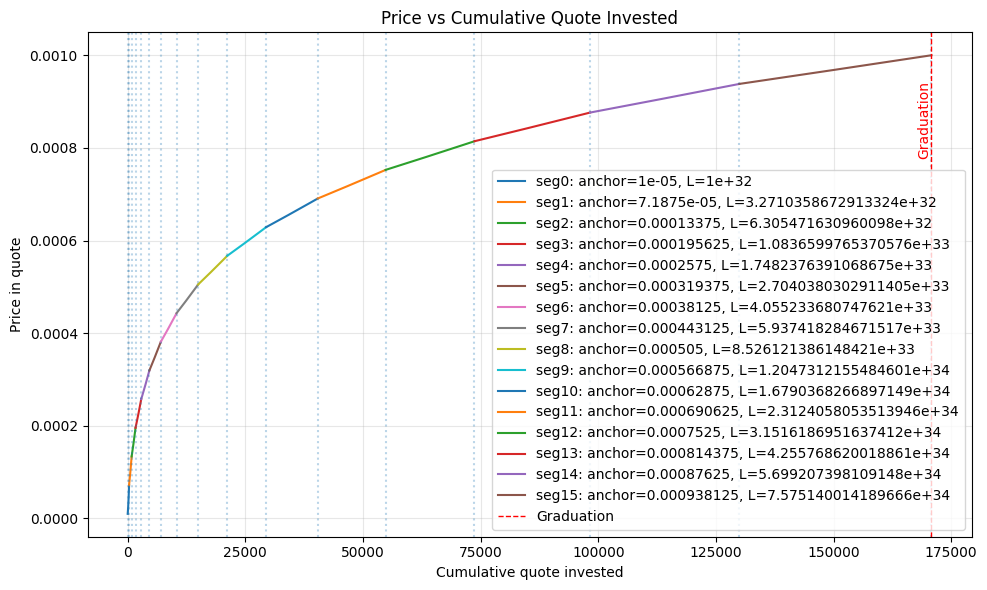 Price vs Cumulative Quote Invested
Price in quote
0.0010
0.0008
0.0006
0.0004
0.0002
0.0000
Graduation
seg0: anchor=1e-05, L=1e+32
seg1: anchor=7.1875e-05, L=3.2710358672913324e+32
seg2: anchor=0.00013375, L=6.305471630960098e+32
seg3: anchor=0.000195625, L=1.0836599765370576e+33
seg4: anchor=0.0002575, L=1.7482376391068675e+33
seg5: anchor=0.000319375, L=2.7040380302911405e+33
seg6: anchor=0.00038125, L=4.055233680747621e+33
seg7: anchor=0.000443125, L=5.937418284671517e+33
seg8: anchor=0.000505, L=8.526121386148421e+33
seg9: anchor=0.000566875, L=1.2047312155484601e+34
seg10: anchor=0.00062875, L=1.6790368266897149e+34
seg11: anchor=0.000690625, L=2.3124058053513946e+34
seg12: anchor=0.0007525, L=3.1516186951637412e+34
seg13: anchor=0.000814375, L=4.255768620018861e+34
seg14: anchor=0.00087625, L=5.699207398109148e+34
seg15: anchor=0.000938125, L=7.575140014189666e+34
Graduation
0
25000
50000
75000
100000
125000
150000
175000
Cumulative quote invested